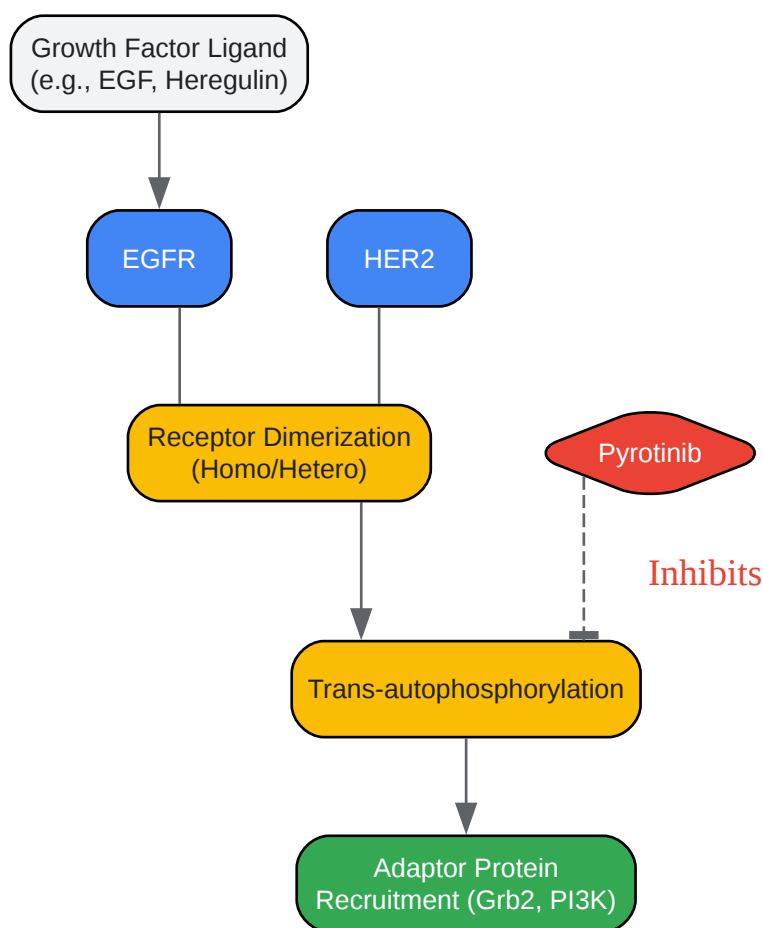 Growth Factor Ligand
(e.g., EGF, Heregulin)
EGFR
HER2
Receptor Dimerization
(Homo/Hetero)
Pyrotinib
Inhibits
Trans-autophosphorylation
Adaptor Protein
Recruitment (Grb2, PI3K)